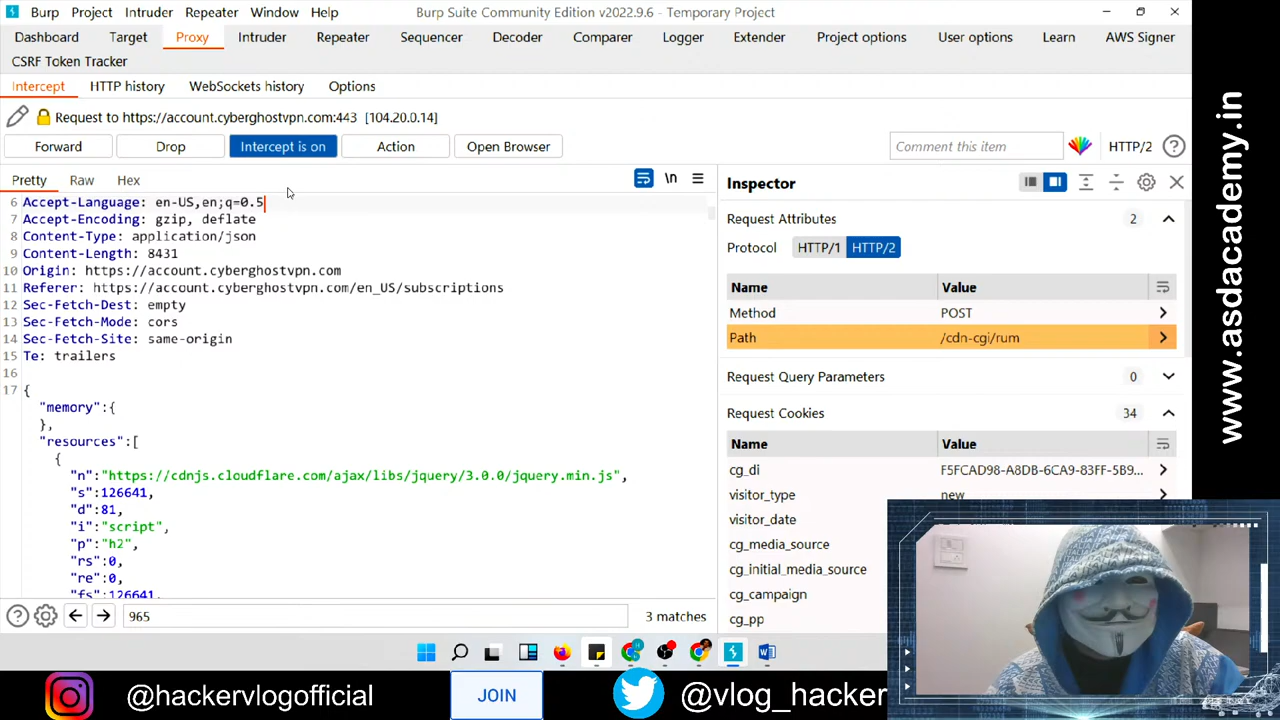 Burp Project Intruder Repeater Window Help
Burp Suite Community Edition v2022.9.6 - Temporary Project
Dashboard Target Proxy Intruder Repeater Sequencer Decoder Comparer Logger Extender Project options User options Learn AWS Signer
CSRF Token Tracker
Intercept HTTP history WebSockets history Options
Request to https://account.cyberghostvpn.com:443 [104.20.0.14]
Forward Drop Intercept is on Action Open Browser
Comment this item
HTTP/2
Pretty Raw Hex
\n
6 Accept-Language: en-US,en;q=0.5
7 Accept-Encoding: gzip, deflate
8 Content-Type: application/json
9 Content-Length: 8431
10 Origin: https://account.cyberghostvpn.com
11 Referer: https://account.cyberghostvpn.com/en_US/subscriptions
12 Sec-Fetch-Dest: empty
13 Sec-Fetch-Mode: cors
14 Sec-Fetch-Site: same-origin
15 Te: trailers
16
17 {
"memory":{
},
"resources":[
{
"n":"https://cdnjs.cloudflare.com/ajax/libs/jquery/3.0.0/jquery.min.js",
"s":126641,
"d":81,
"i":"script",
"p":"h2",
"rs":0,
"re":0,
"fs":126641,
965
3 matches
Inspector
Request Attributes 2
Protocol HTTP/1 HTTP/2
Name Value
Method POST
Path /cdn-cgi/rum
Request Query Parameters 0
Request Cookies 34
Name Value
cg_di F5FCAD98-A8DB-6CA9-83FF-5B9...
visitor_type new
visitor_date
cg_media_source
cg_initial_media_source
cg_campaign
cg_pp
www.asdacademy.in
@hackervlogofficial
JOIN
@vlog_hacker